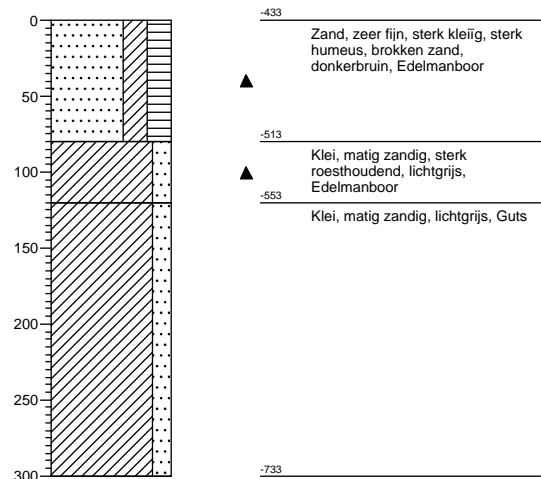 0
-433
Zand, zeer fijn, sterk kleiïg, sterk
humeus, brokken zand,
donkerbruin, Edelmanboor
50
-513
Klei, matig zandig, sterk
roesthoudend, lichtgrijs,
Edelmanboor
100
-553
Klei, matig zandig, lichtgrijs, Guts
150
200
250
-733
300